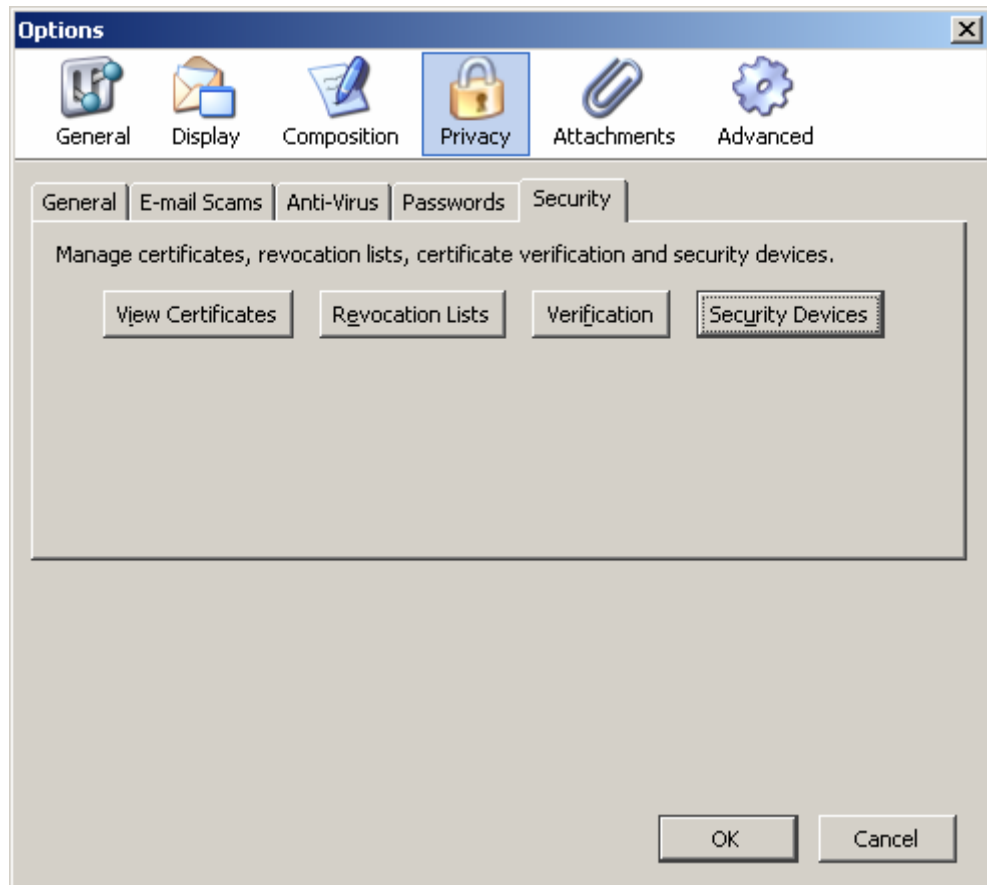 Options
General Display Composition Privacy Attachments Advanced
General E-mail Scams Anti-Virus Passwords Security
Manage certificates, revocation lists, certificate verification and security devices.
View Certificates Revocation Lists Verification Security Devices
OK Cancel